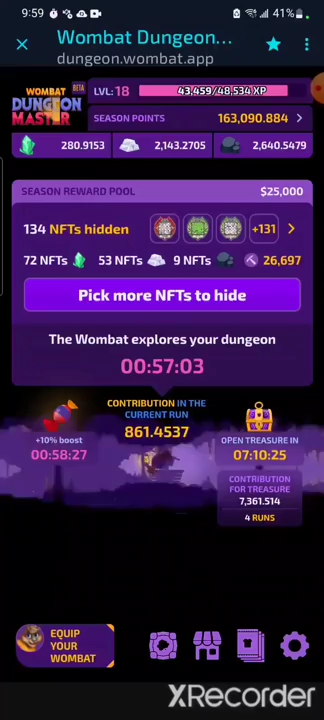 9:59
41%
Wombat Dungeon...
dungeon.wombat.app
WOMBAT
DUNGEON
MASTER
BETA
LVL: 18
43,459/48,534 XP
SEASON POINTS
163,090.884
280.9153
2,143.2705
2,640.5479
SEASON REWARD POOL
$25,000
134 NFTs hidden
+131
72 NFTs
53 NFTs
9 NFTs
26,697
Pick more NFTs to hide
The Wombat explores your dungeon
00:57:03
CONTRIBUTION IN THE
CURRENT RUN
861.4537
+10% boost
00:58:27
OPEN TREASURE IN
07:10:25
CONTRIBUTION
FOR TREASURE
7,361.514
4 RUNS
EQUIP
YOUR
WOMBAT
XRecorder